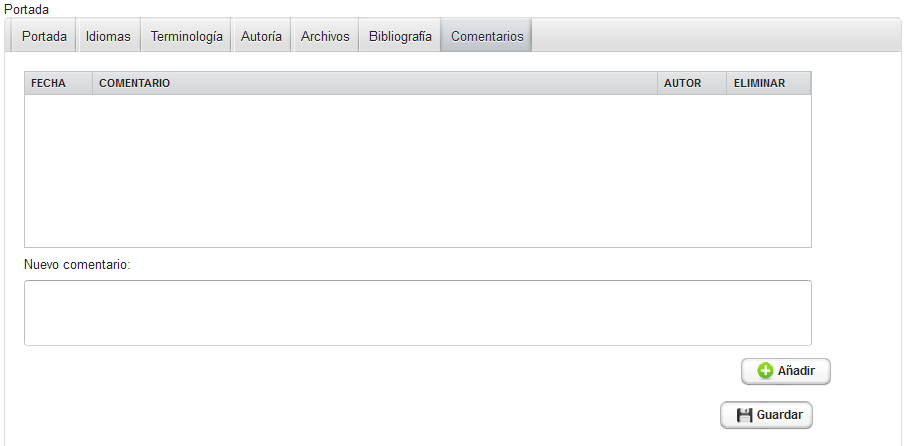 Portada
Portada Idiomas Terminología Autoría Archivos Bibliografía Comentarios
FECHA COMENTARIO AUTOR ELIMINAR
Nuevo comentario:
Añadir
Guardar